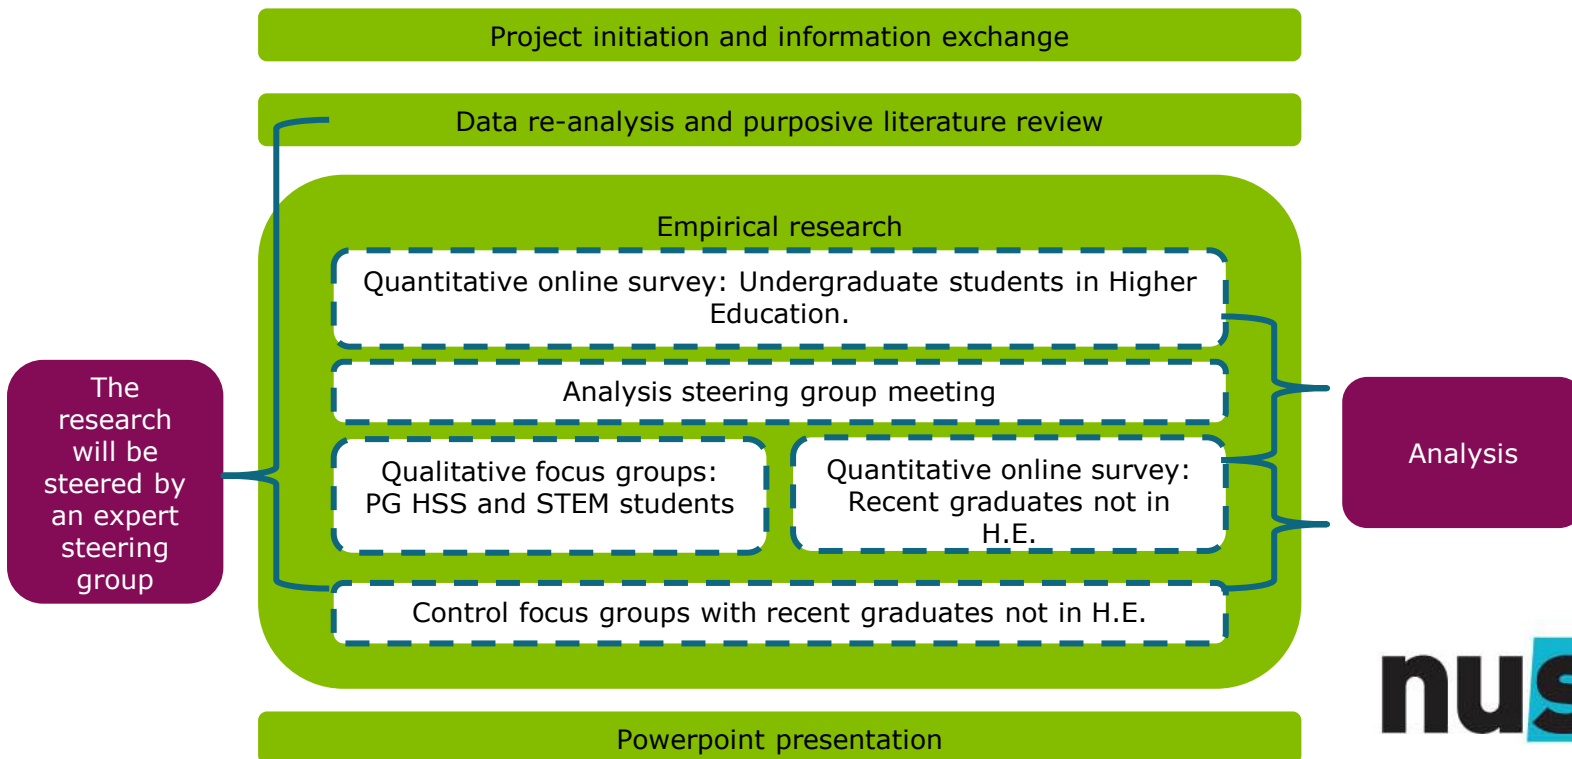 Project initiation and information exchange
Data re-analysis and purposive literature review
Empirical research
Quantitative online survey: Undergraduate students in Higher
Education.
Analysis steering group meeting
Qualitative focus groups:
PG HSS and STEM students
Quantitative online survey:
Recent graduates not in
H.E.
Control focus groups with recent graduates not in H.E.
The
research
will be
steered by
an expert
steering
group
Analysis
nus
Powerpoint presentation